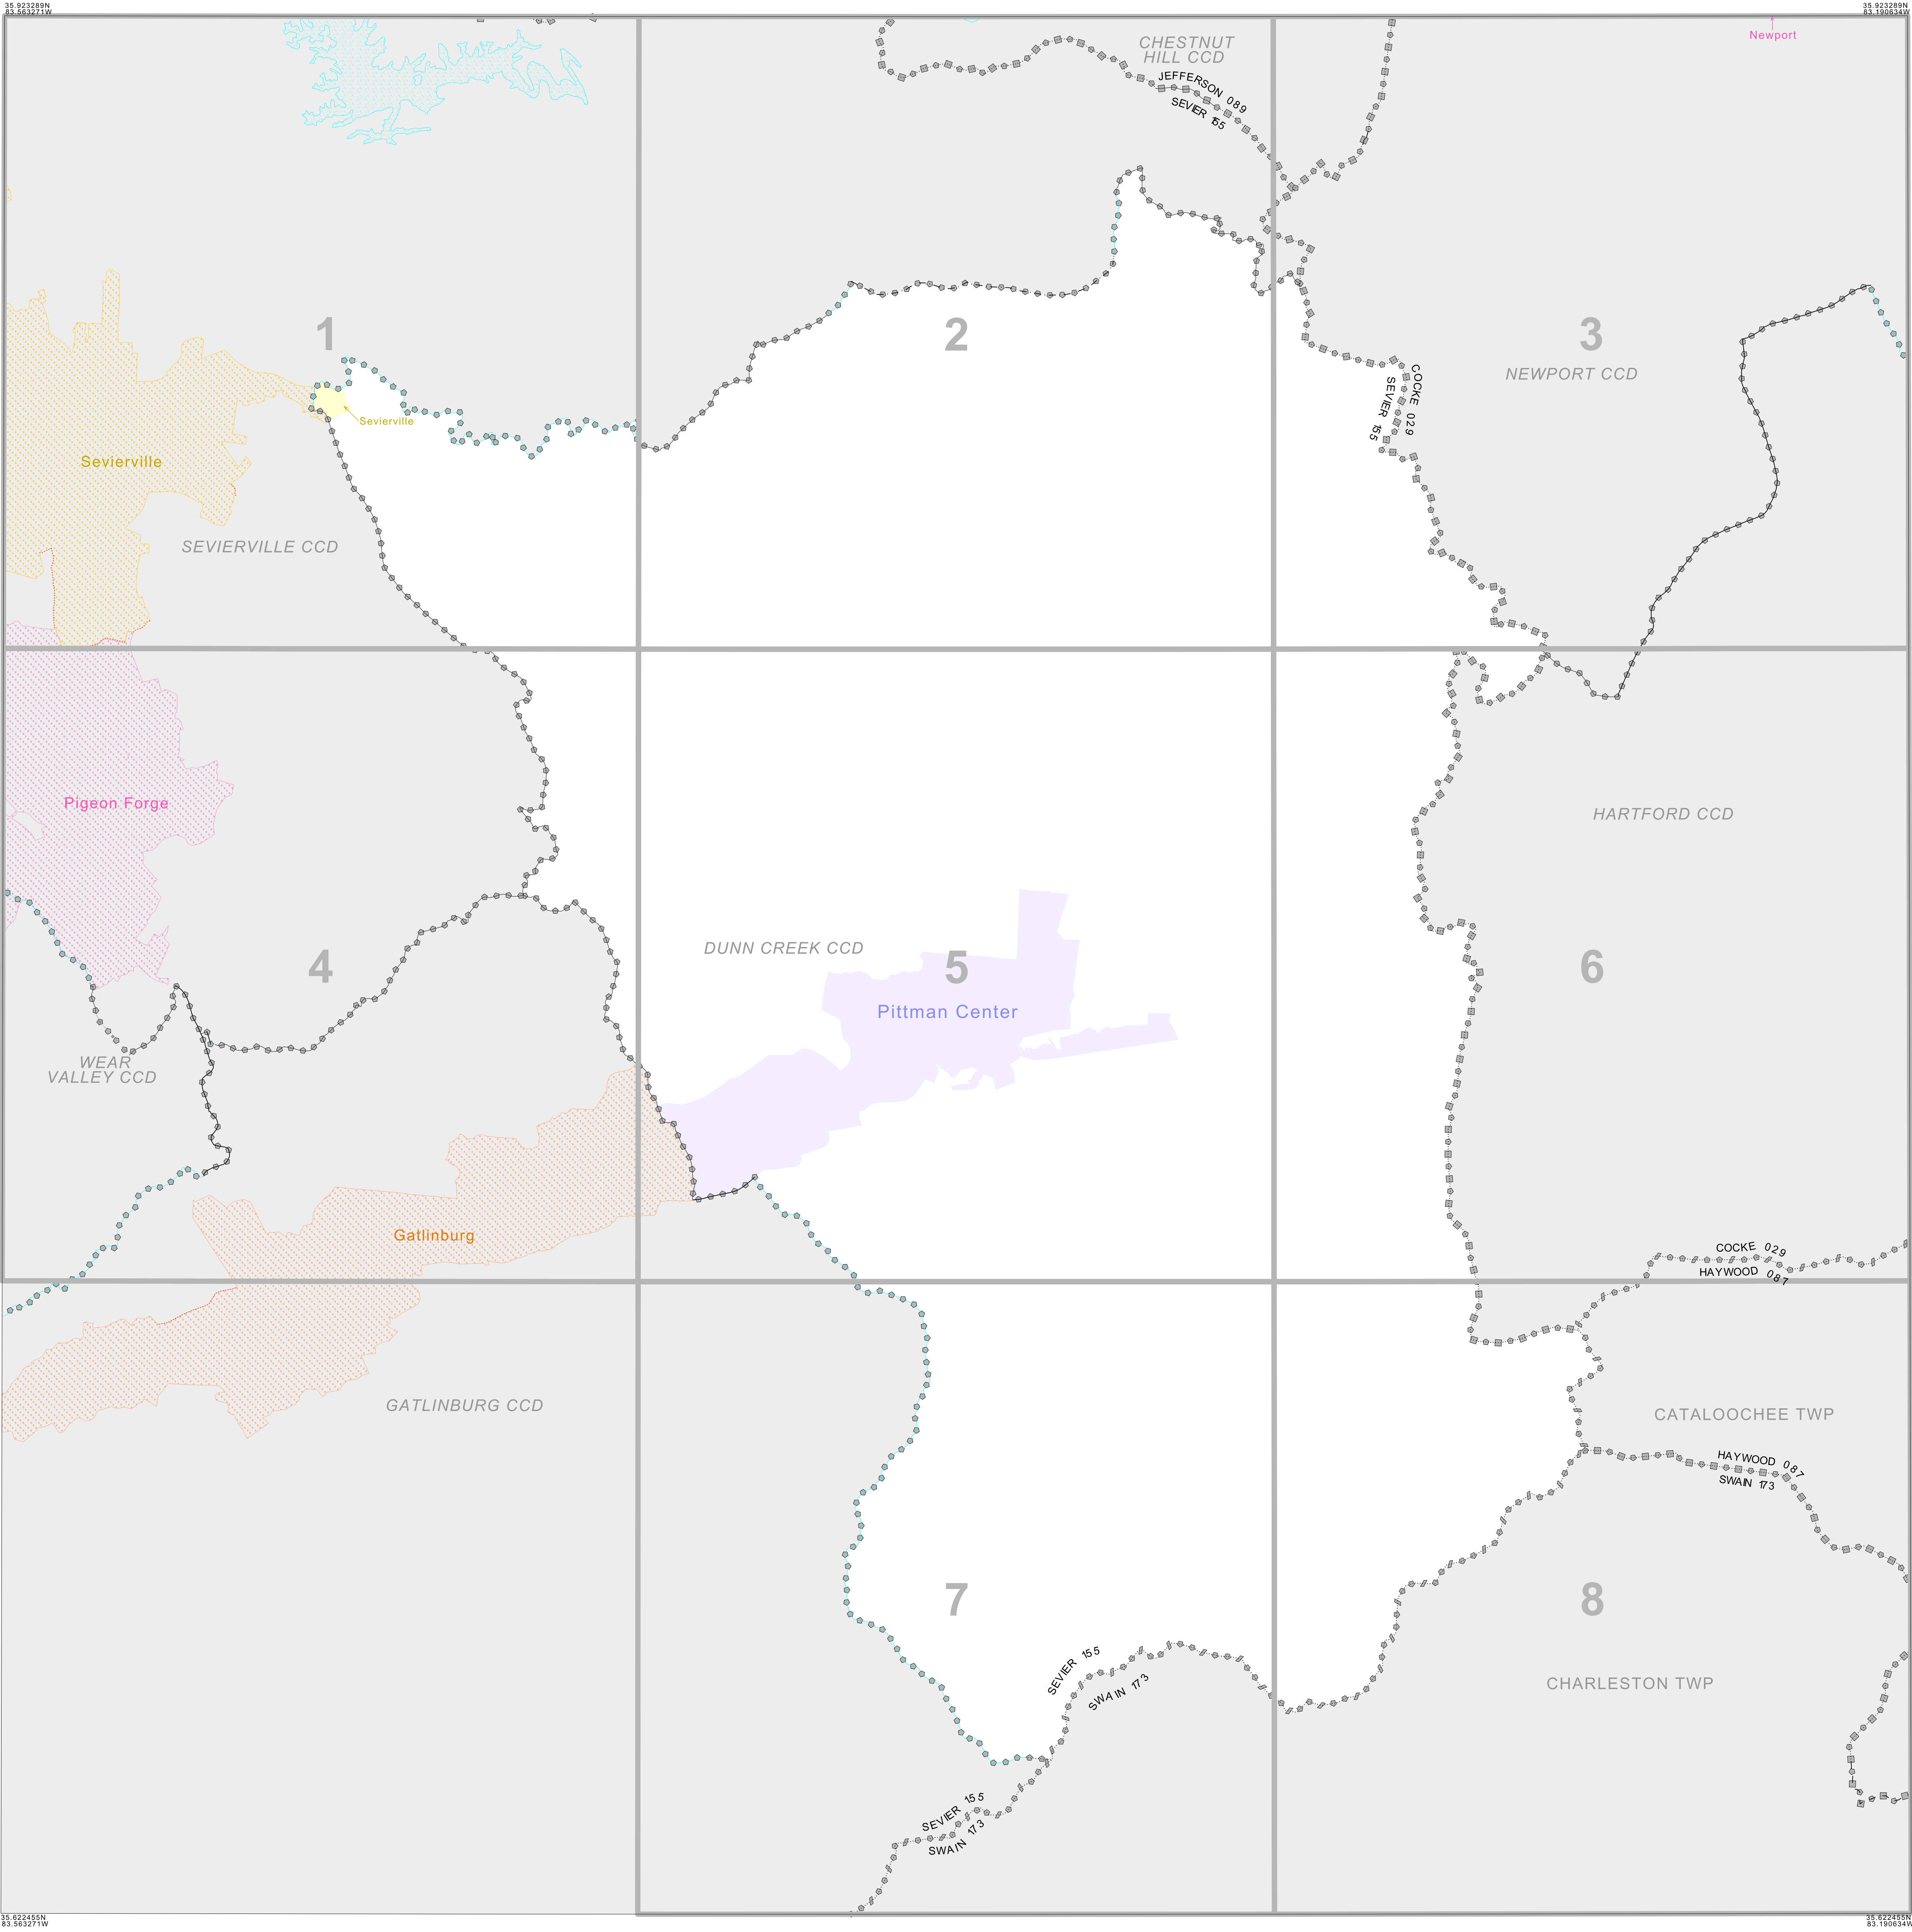 35.923289N
83.563271W
35.923289N
83.190634W
Newport
CHESTNUT
HILL CCD
JEFFERSON 089
SEVIER 155
1
2
3
NEWPORT CCD
COCKE 029
SEVIER 155
Sevierville
Sevierville
SEVIERVILLE CCD
Pigeon Forge
HARTFORD CCD
DUNN CREEK CCD
4
5
6
Pittman Center
WEAR
VALLEY CCD
Gatlinburg
COCKE 029
HAYWOOD 087
GATLINBURG CCD
CATALOOCHEE TWP
HAYWOOD 087
SWAIN 173
7
8
SEVIER 155
SWAIN 173
CHARLESTON TWP
SEVIER 155
SWAIN 173
35.622455N
83.563271W
35.622455N
83.190634W